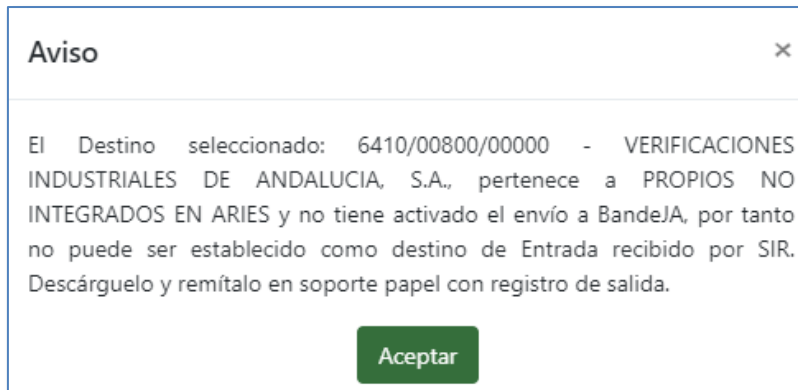 Aviso ×
El Destino seleccionado: 6410/00800/00000 - VERIFICACIONES
INDUSTRIALES DE ANDALUCIA, S.A., pertenece a PROPIOS NO
INTEGRADOS EN ARIES y no tiene activado el envío a BandeJA, por tanto
no puede ser establecido como destino de Entrada recibido por SIR.
Descárguelo y remítalo en soporte papel con registro de salida.
Aceptar